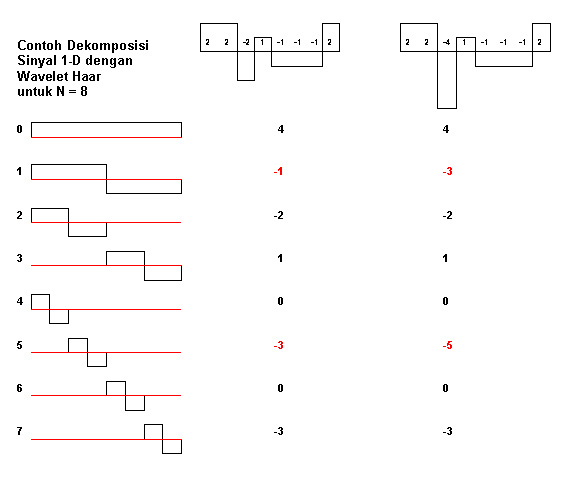 Contoh Dekomposisi
Sinyal 1-D dengan
Wavelet Haar
untuk N = 8
2 2 -2 1 -1 -1 -1 2
2 2 -4 1 -1 -1 -1 2
0 4 4
1 -1 -3
2 -2 -2
3 1 1
4 0 0
5 -3 -5
6 0 0
7 -3 -3